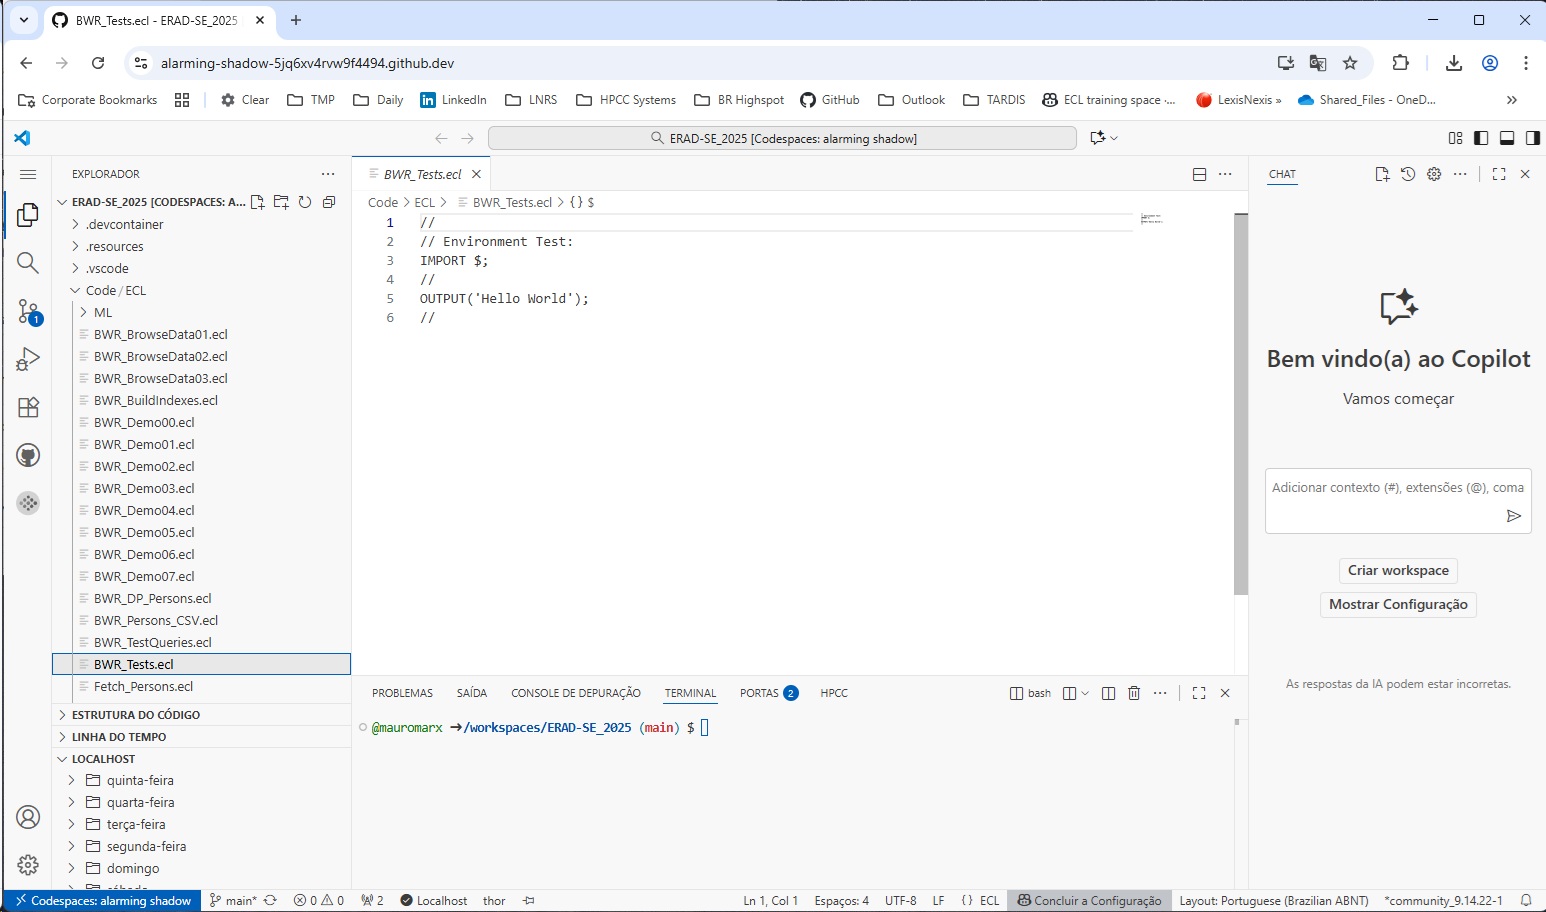 BWR_Tests.ecl - ERAD-SE_2025
alarming-shadow-5jq6xv4rvw9f4494.github.dev
Corporate Bookmarks Clear TMP Daily LinkedIn LNRS HPCC Systems BR Highspot GitHub Outlook TARDIS ECL training space -... LexisNexis » Shared_Files - OneD... »
ERAD-SE_2025 [Codespaces: alarming shadow]
EXPLORADOR
ERAD-SE_2025 [CODESPACES: A...
.devcontainer
.resources
.vscode
Code / ECL
ML
BWR_BrowseData01.ecl
BWR_BrowseData02.ecl
BWR_BrowseData03.ecl
BWR_BuildIndexes.ecl
BWR_Demo00.ecl
BWR_Demo01.ecl
BWR_Demo02.ecl
BWR_Demo03.ecl
BWR_Demo04.ecl
BWR_Demo05.ecl
BWR_Demo06.ecl
BWR_Demo07.ecl
BWR_DP_Persons.ecl
BWR_Persons_CSV.ecl
BWR_TestQueries.ecl
BWR_Tests.ecl
Fetch_Persons.ecl
ESTRUTURA DO CÓDIGO
LINHA DO TEMPO
LOCALHOST
quinta-feira
quarta-feira
terça-feira
segunda-feira
domingo
1
BWR_Tests.ecl
Code > ECL > BWR_Tests.ecl > {} $
1 //
2 // Environment Test:
3 IMPORT $;
4 //
5 OUTPUT('Hello World');
6 //
PROBLEMAS SAÍDA CONSOLE DE DEPURAÇÃO TERMINAL PORTAS 2 HPCC bash
@mauromarx ➔/workspaces/ERAD-SE_2025 (main) $
CHAT
Bem vindo(a) ao Copilot
Vamos começar
Adicionar contexto (#), extensões (@), coma
Criar workspace
Mostrar Configuração
As respostas da IA podem estar incorretas.
Codespaces: alarming shadow main* 0 0 2 Localhost thor Ln 1, Col 1 Espaços: 4 UTF-8 LF {} ECL Concluir a Configuração Layout: Portuguese (Brazilian ABNT) *community_9.14.22-1